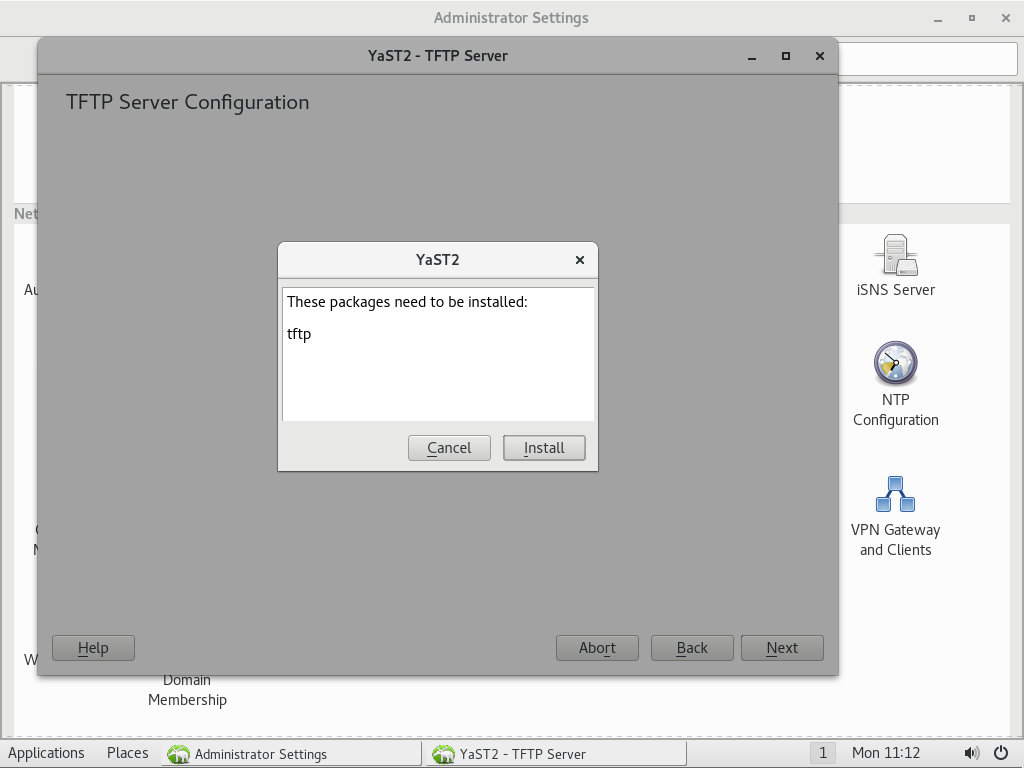 Administrator Settings
YaST2 - TFTP Server
TFTP Server Configuration
Net
Au
iSNS Server
YaST2
These packages need to be installed:
tftp
Cancel
Install
NTP
Configuration
VPN Gateway
and Clients
Help
Abort
Back
Next
W
Domain
Membership
Applications
Places
Administrator Settings
YaST2 - TFTP Server
1
Mon 11:12